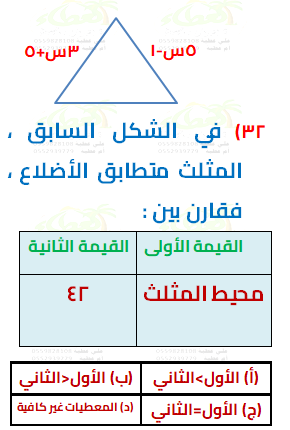 ٥س-١
٣س+٥
٣٢) في الشكل السابق ،
المثلث متطابق الأضلاع ،
فقارن بين :
القيمة الأولى القيمة الثانية
محيط المثلث ٤٢
(أ) الأول>الثاني (ب) الأول<الثاني
(ج) الأول=الثاني (د) المعطيات غير كافية